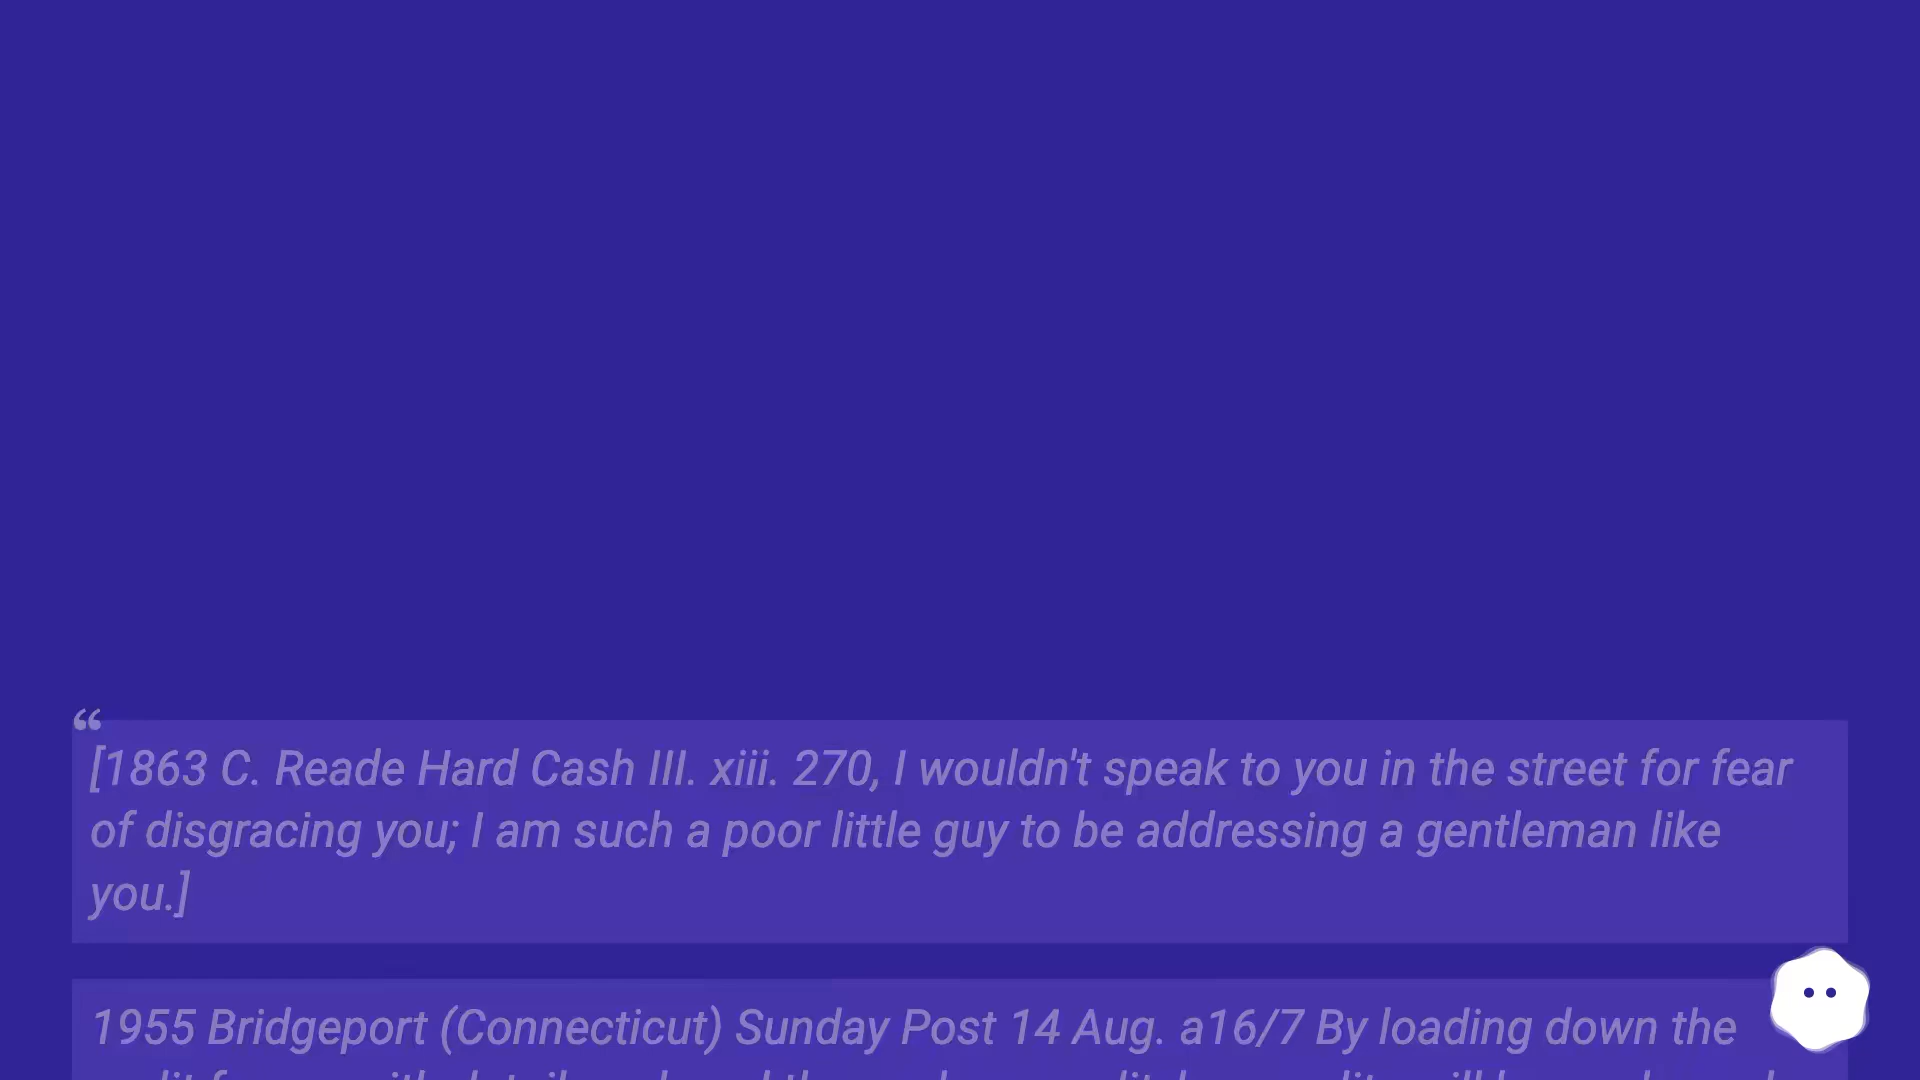 “
[1863 C. Reade Hard Cash III. xiii. 270, I wouldn't speak to you in the street for fear
of disgracing you; I am such a poor little guy to be addressing a gentleman like
you.]
1955 Bridgeport (Connecticut) Sunday Post 14 Aug. a16/7 By loading down the